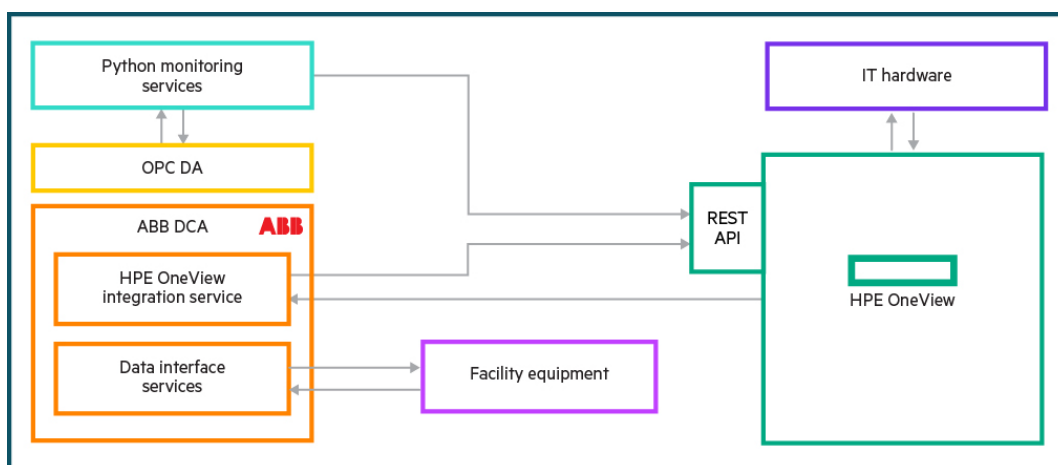 Python monitoring
services
OPC DA
ABB DCA
ABB
HPE OneView
integration service
Data interface
services
Facility equipment
REST
API
IT hardware
HPE OneView